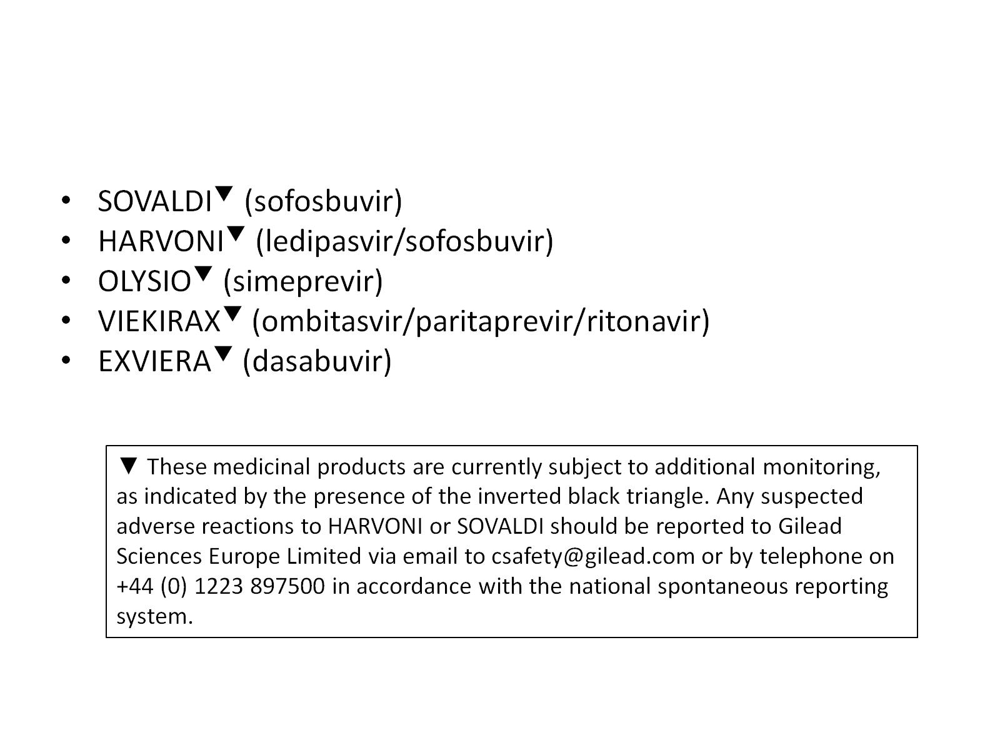 • SOVALDI▼ (sofosbuvir)
• HARVONI▼ (ledipasvir/sofosbuvir)
• OLYSIO▼ (simeprevir)
• VIEKIRAX▼ (ombitasvir/paritaprevir/ritonavir)
• EXVIERA▼ (dasabuvir)
▼ These medicinal products are currently subject to additional monitoring,
as indicated by the presence of the inverted black triangle. Any suspected
adverse reactions to HARVONI or SOVALDI should be reported to Gilead
Sciences Europe Limited via email to csafety@gilead.com or by telephone on
+44 (0) 1223 897500 in accordance with the national spontaneous reporting
system.